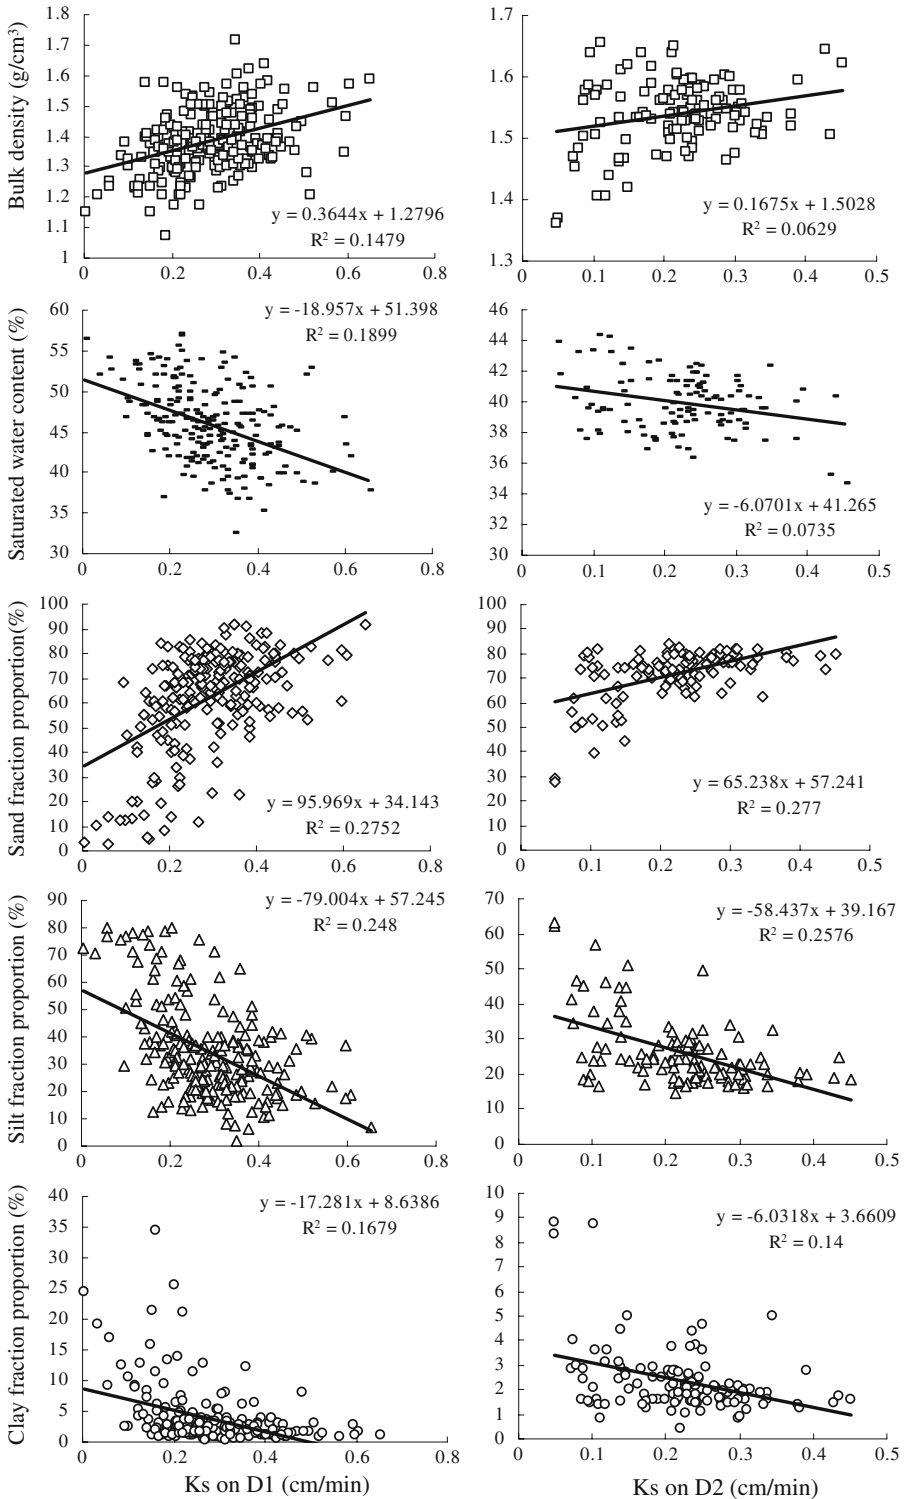 Bulk density (g/cm³)
1.8
1.7
1.6
1.5
1.4
1.3
1.2
1.1
1
0 0.2 0.4 0.6 0.8
y = 0.3644x + 1.2796
R² = 0.1479
1.7
1.6
1.5
1.4
1.3
0 0.1 0.2 0.3 0.4 0.5
y = 0.1675x + 1.5028
R² = 0.0629
Saturated water content (%)
60
55
50
45
40
35
30
0 0.2 0.4 0.6 0.8
y = -18.957x + 51.398
R² = 0.1899
46
44
42
40
38
36
34
32
30
0 0.1 0.2 0.3 0.4 0.5
y = -6.0701x + 41.265
R² = 0.0735
Sand fraction proportion(%)
100
90
80
70
60
50
40
30
20
10
0
0 0.2 0.4 0.6 0.8
y = 95.969x + 34.143
R² = 0.2752
100
90
80
70
60
50
40
30
20
10
0
0 0.1 0.2 0.3 0.4 0.5
y = 65.238x + 57.241
R² = 0.277
Silt fraction proportion (%)
90
80
70
60
50
40
30
20
10
0
0 0.2 0.4 0.6 0.8
y = -79.004x + 57.245
R² = 0.248
70
60
50
40
30
20
10
0
0 0.1 0.2 0.3 0.4 0.5
y = -58.437x + 39.167
R² = 0.2576
Clay fraction proportion (%)
40
35
30
25
20
15
10
5
0
0 0.2 0.4 0.6 0.8
y = -17.281x + 8.6386
R² = 0.1679
Ks on D1 (cm/min)
10
9
8
7
6
5
4
3
2
1
0
0 0.1 0.2 0.3 0.4 0.5
y = -6.0318x + 3.6609
R² = 0.14
Ks on D2 (cm/min)